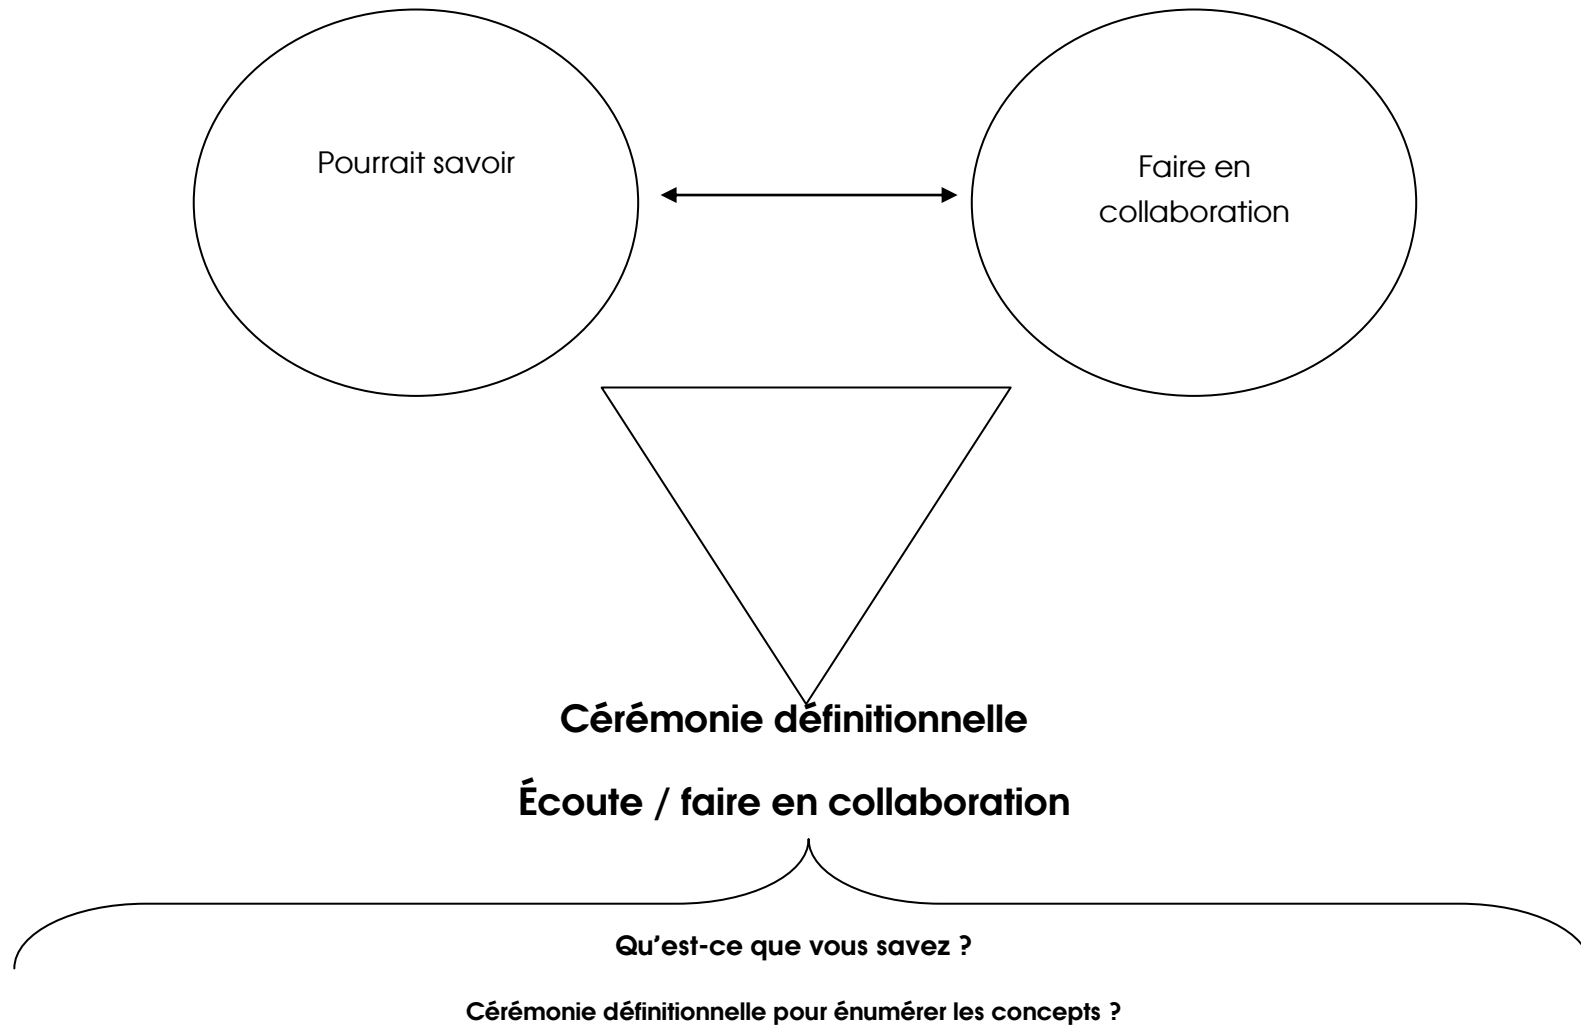 Pourrait savoir
Faire en
collaboration
Cérémonie définitionnelle
Écoute / faire en collaboration
Qu’est-ce que vous savez ?
Cérémonie définitionnelle pour énumérer les concepts ?